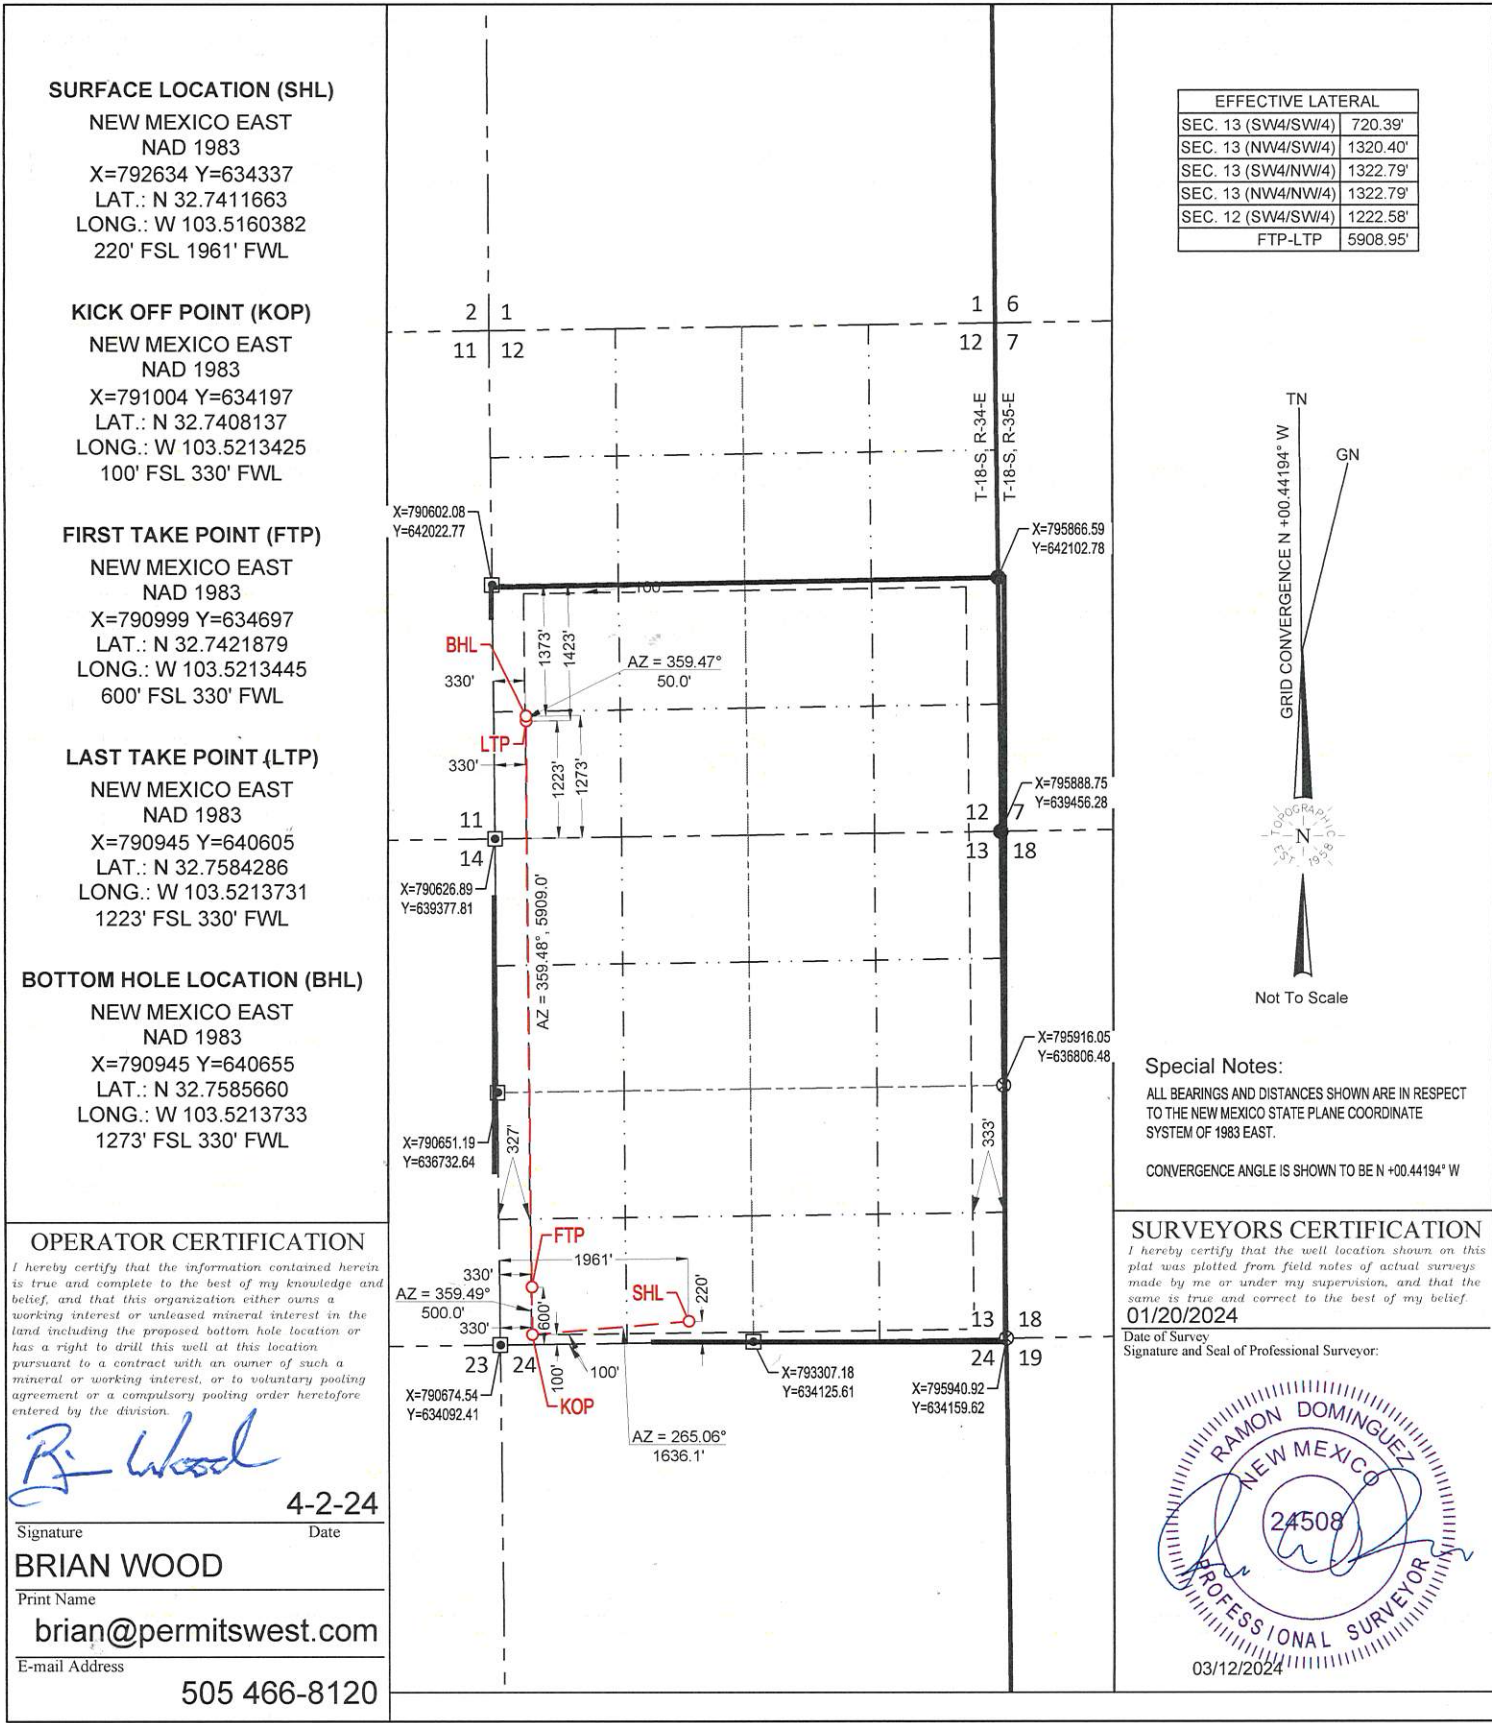 SURFACE LOCATION (SHL)
NEW MEXICO EAST
NAD 1983
X=792634 Y=634337
LAT.: N 32.7411663
LONG.: W 103.5160382
220' FSL 1961' FWL
KICK OFF POINT (KOP)
NEW MEXICO EAST
NAD 1983
X=791004 Y=634197
LAT.: N 32.7408137
LONG.: W 103.5213425
100' FSL 330' FWL
FIRST TAKE POINT (FTP)
NEW MEXICO EAST
NAD 1983
X=790999 Y=634697
LAT.: N 32.7421879
LONG.: W 103.5213445
600' FSL 330' FWL
LAST TAKE POINT (LTP)
NEW MEXICO EAST
NAD 1983
X=790945 Y=640605
LAT.: N 32.7584286
LONG.: W 103.5213731
1223' FSL 330' FWL
BOTTOM HOLE LOCATION (BHL)
NEW MEXICO EAST
NAD 1983
X=790945 Y=640655
LAT.: N 32.7585660
LONG.: W 103.5213733
1273' FSL 330' FWL
OPERATOR CERTIFICATION
I hereby certify that the information contained herein
is true and complete to the best of my knowledge and
belief, and that this organization either owns a
working interest or unleased mineral interest in the
land including the proposed bottom hole location or
has a right to drill this well at this location
pursuant to a contract with an owner of such a
mineral or working interest, or to voluntary pooling
agreement or a compulsory pooling order heretofore
entered by the division.
Brian Wood
4-2-24
Signature Date
BRIAN WOOD
Print Name
brian@permitswest.com
E-mail Address
505 466-8120
2 1
11 12
1 6
12 7
T-18-S, R-34-E
T-18-S, R-35-E
X=790602.08
Y=642022.77
X=795866.59
Y=642102.78
100'
BHL
1373'
1423'
AZ = 359.47°
50.0'
330'
LTP
330'
1223'
1273'
X=795888.75
Y=639456.28
11
14
12 7
13 18
X=790626.89
Y=639377.81
AZ = 359.48°, 5909.0'
X=795916.05
Y=636806.48
X=790651.19
Y=636732.64
327'
333'
FTP
1961'
330'
AZ = 359.49°
500.0'
600'
SHL
220'
330'
13 18
24 19
23 24
100'
100'
KOP
X=790674.54
Y=634092.41
X=793307.18
Y=634125.61
X=795940.92
Y=634159.62
AZ = 265.06°
1636.1'
EFFECTIVE LATERAL
SEC. 13 (SW4/SW/4) 720.39'
SEC. 13 (NW4/SW/4) 1320.40'
SEC. 13 (SW4/NW/4) 1322.79'
SEC. 13 (NW4/NW/4) 1322.79'
SEC. 12 (SW4/SW/4) 1222.58'
FTP-LTP 5908.95'
TN
GN
GRID CONVERGENCE N +00.44194° W
TOPOGRAPHIC
N
EST. 1958
Not To Scale
Special Notes:
ALL BEARINGS AND DISTANCES SHOWN ARE IN RESPECT
TO THE NEW MEXICO STATE PLANE COORDINATE
SYSTEM OF 1983 EAST.
CONVERGENCE ANGLE IS SHOWN TO BE N +00.44194° W
SURVEYORS CERTIFICATION
I hereby certify that the well location shown on this
plat was plotted from field notes of actual surveys
made by me or under my supervision, and that the
same is true and correct to the best of my belief.
01/20/2024
Date of Survey
Signature and Seal of Professional Surveyor:
RAMON DOMINGUEZ
NEW MEXICO
24508
PROFESSIONAL SURVEYOR
03/12/2024